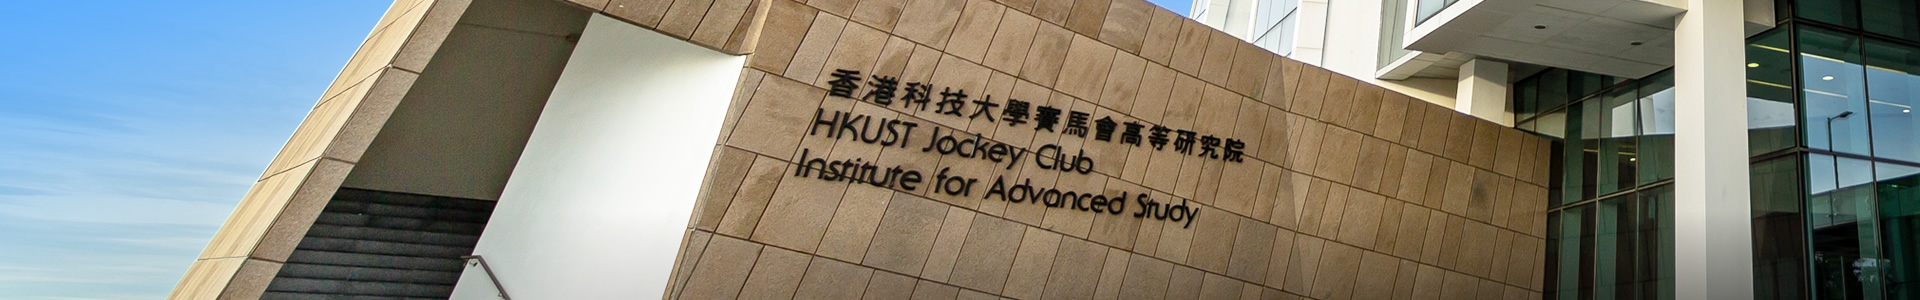 香港科技大學賽馬會高等研究院
HKUST Jockey Club
Institute for Advanced Study